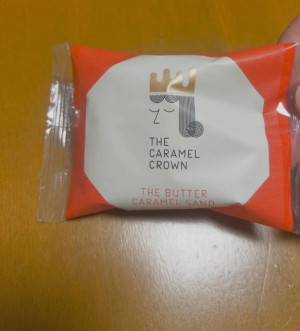 THE
CARAMEL
CROWN
THE BUTTER
CARAMEL SAND